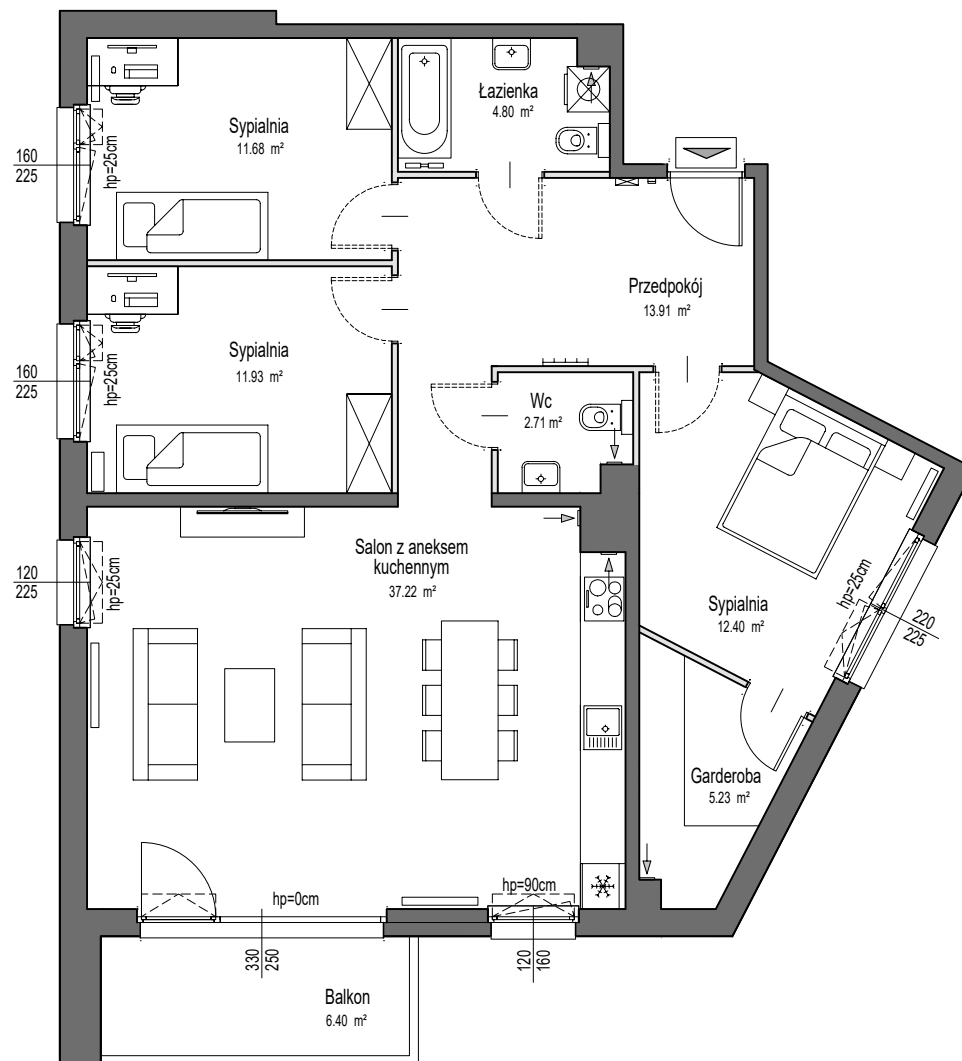 Łazienka
4.80 m²
Sypialnia
11.68 m²
160
225
hp=25cm
Przedpokój
13.91 m²
Sypialnia
11.93 m²
160
225
hp=25cm
Wc
2.71 m²
Salon z aneksem
kuchennym
37.22 m²
120
225
hp=25cm
hp=25cm
220
225
Sypialnia
12.40 m²
Garderoba
5.23 m²
hp=0cm
hp=90cm
330
250
120
160
Balkon
6.40 m²